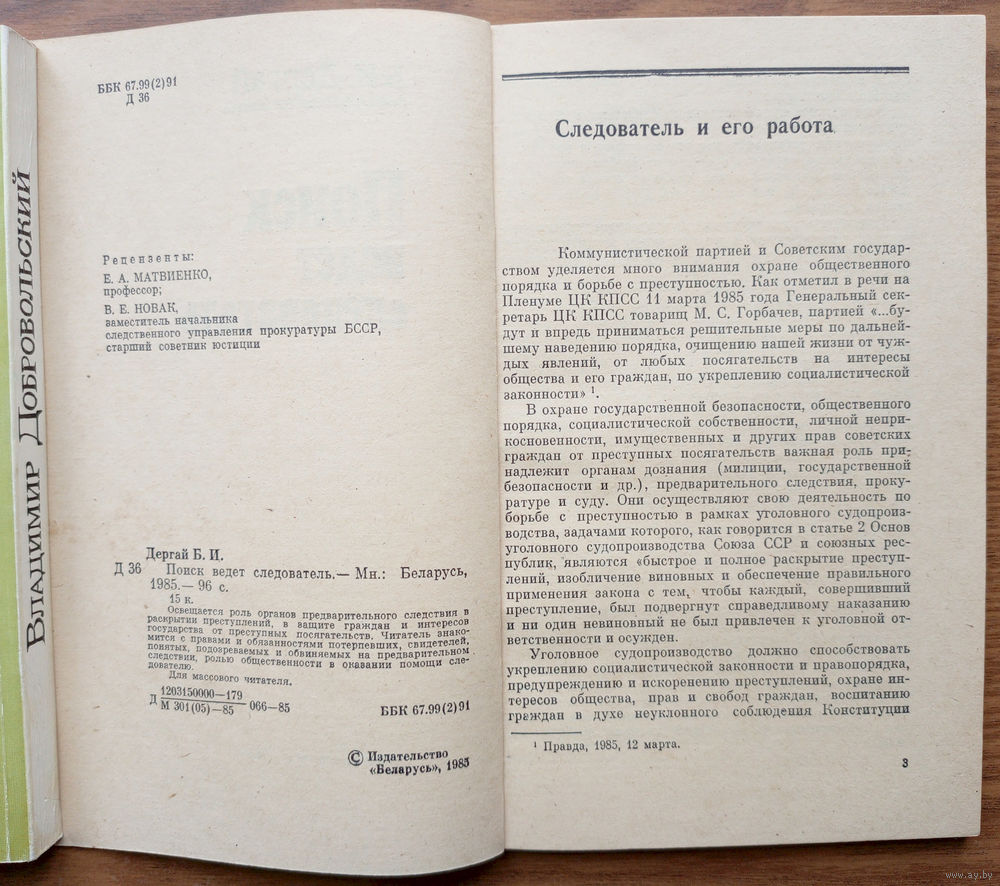 Владимир Добровольский
ББК 67.99(2)91
Д 36
Рецензенты:
Е. А. МАТВИЕНКО,
профессор;
В. Е. НОВАК,
заместитель начальника
следственного управления прокуратуры БССР,
старший советник юстиции
Дергай Б. И.
Д 36 Поиск ведет следователь.— Мн.: Беларусь,
1985.— 96 с.
15 к.
Освещается роль органов предварительного следствия в
раскрытии преступлений, в защите граждан и интересов
государства от преступных посягательств. Читатель знако-
мится с правами и обязанностями потерпевших, свидетелей,
понятых, подозреваемых и обвиняемых на предварительном
следствии, ролью общественности в оказании помощи сле-
дователю.
Для массового читателя.
Д 1203150000—179
М 301(05)—85 066—85
ББК 67.99(2)91
© Издательство
«Беларусь», 1985
Следователь и его работа
Коммунистической партией и Советским государ-
ством уделяется много внимания охране общественного
порядка и борьбе с преступностью. Как отметил в речи на
Пленуме ЦК КПСС 11 марта 1985 года Генеральный сек-
ретарь ЦК КПСС товарищ М. С. Горбачев, партией «...бу-
дут и впредь приниматься решительные меры по дальней-
шему наведению порядка, очищению нашей жизни от чуж-
дых явлений, от любых посягательств на интересы
общества и его граждан, по укреплению социалистической
законности» ¹.
В охране государственной безопасности, общественного
порядка, социалистической собственности, личной непри-
косновенности, имущественных и других прав советских
граждан от преступных посягательств важная роль при-
надлежит органам дознания (милиции, государственной
безопасности и др.), предварительного следствия, проку-
ратуре и суду. Они осуществляют свою деятельность по
борьбе с преступностью в рамках уголовного судопроиз-
водства, задачами которого, как говорится в статье 2 Основ
уголовного судопроизводства Союза ССР и союзных рес-
публик, являются «быстрое и полное раскрытие преступ-
лений, изобличение виновных и обеспечение правильного
применения закона с тем, чтобы каждый, совершивший
преступление, был подвергнут справедливому наказанию
и ни один невиновный не был привлечен к уголовной от-
ветственности и осужден.
Уголовное судопроизводство должно способствовать
укреплению социалистической законности и правопорядка,
предупреждению и искоренению преступлений, охране ин-
тересов общества, прав и свобод граждан, воспитанию
граждан в духе неуклонного соблюдения Конституции
¹ Правда, 1985, 12 марта.
3
www.ay.by